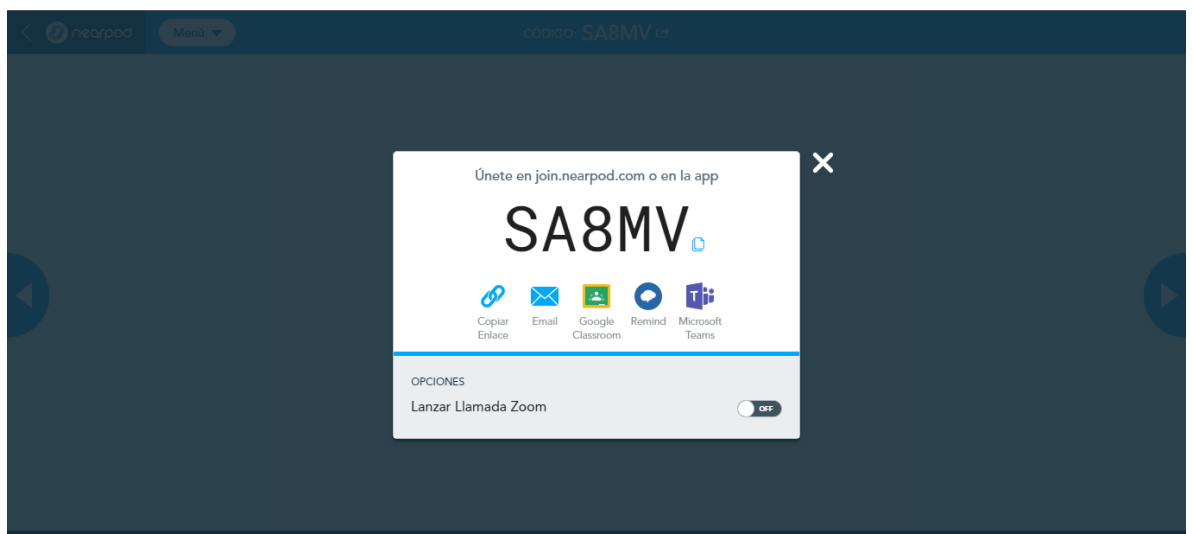 nearpod Menú CÓDIGO: SA8MV
Únete en join.nearpod.com o en la app
SA8MV
Copiar Enlace
Email
Google Classroom
Remind
Microsoft Teams
OPCIONES
Lanzar Llamada Zoom OFF